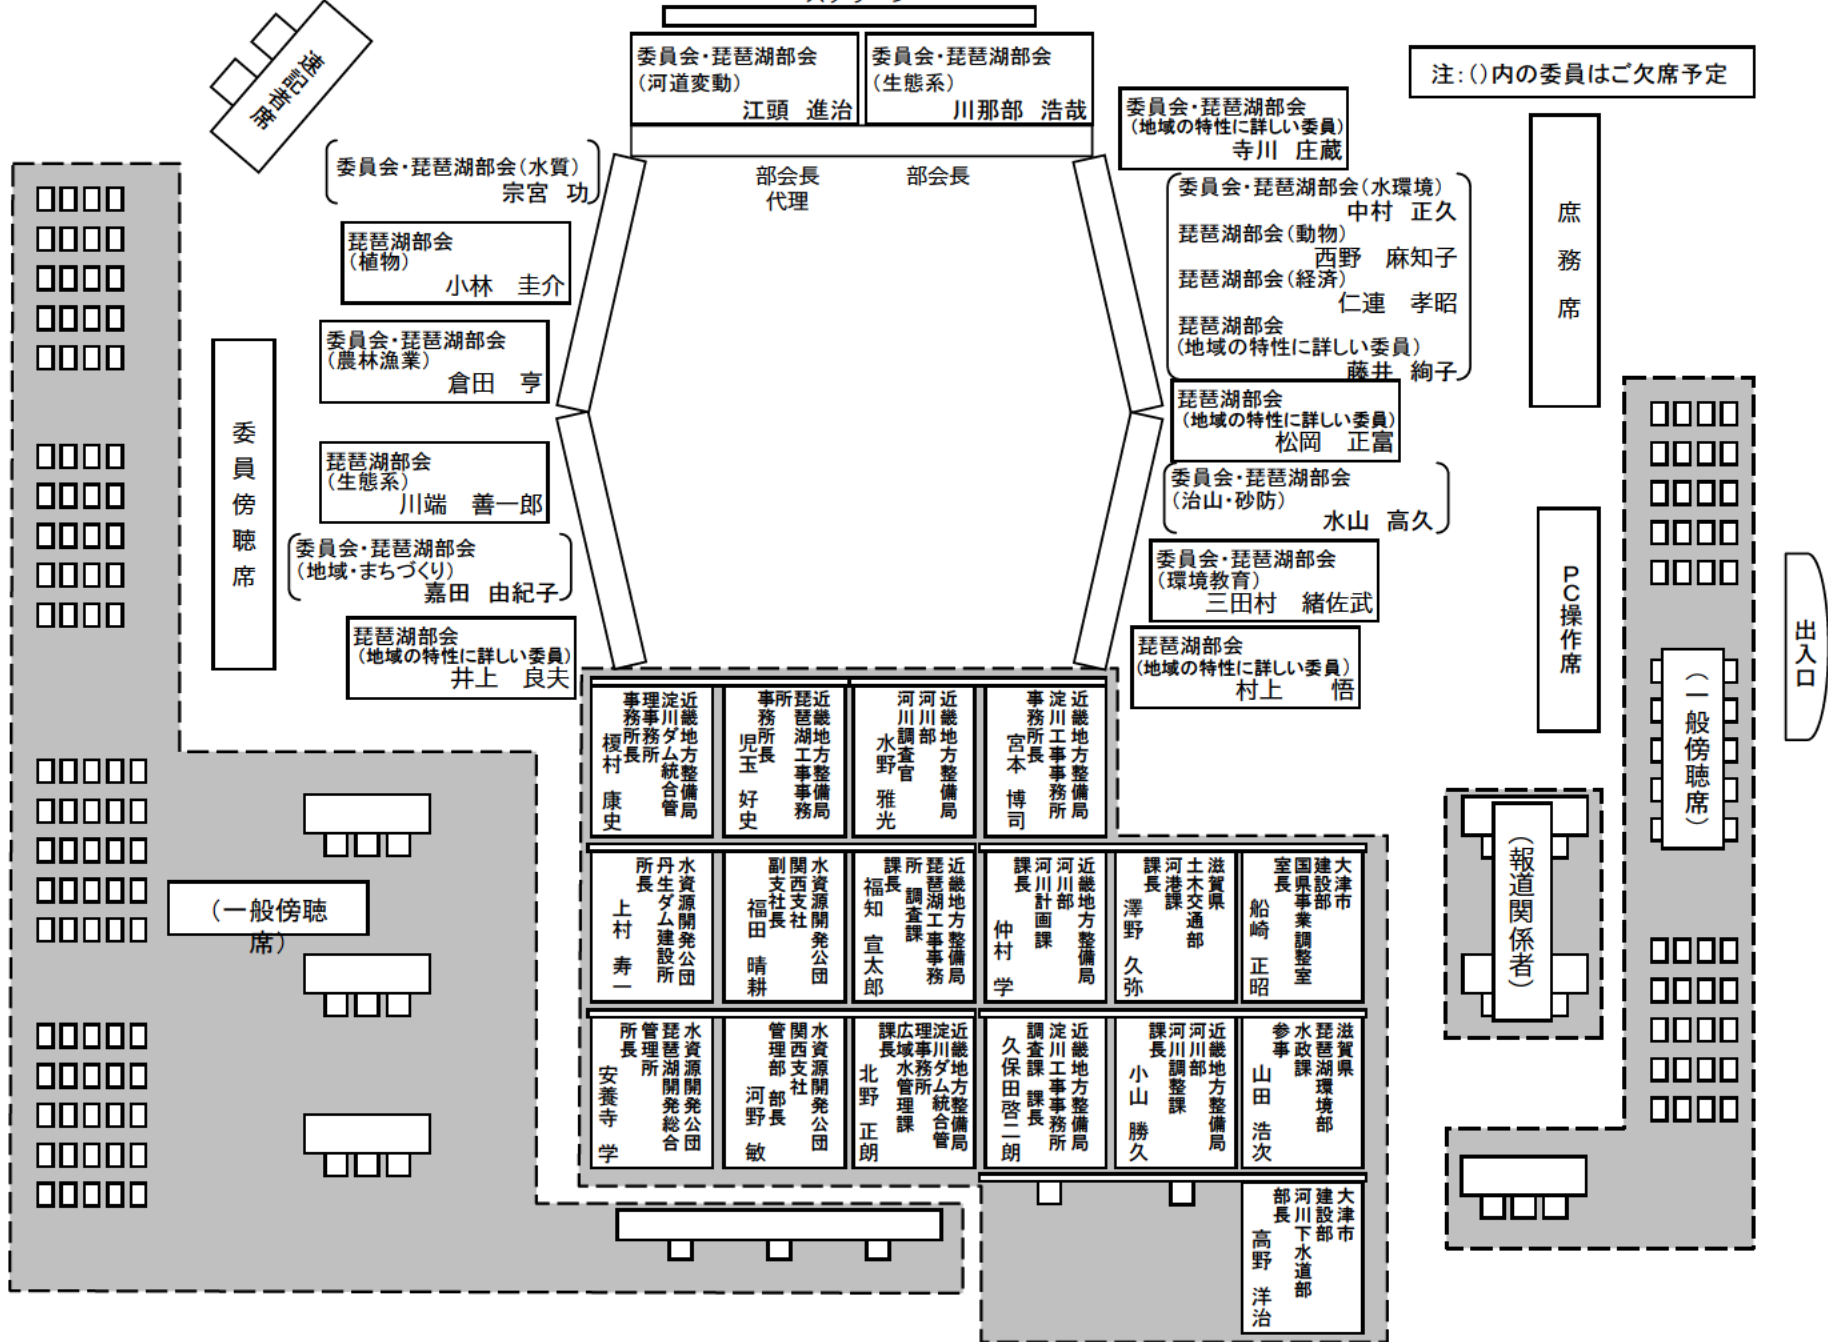 委員会・琵琶湖部会
(河道変動)
江頭 進治
委員会・琵琶湖部会
(生態系)
川那部 浩哉
注:()内の委員はご欠席予定
速記者席
部会長
代理
部会長
委員会・琵琶湖部会(水質)
宗宮 功
琵琶湖部会
(植物)
小林 圭介
委員会・琵琶湖部会
(農林漁業)
倉田 亨
琵琶湖部会
(生態系)
川端 善一郎
委員会・琵琶湖部会
(地域・まちづくり)
嘉田 由紀子
琵琶湖部会
(地域の特性に詳しい委員)
井上 良夫
委員会・琵琶湖部会
(地域の特性に詳しい委員)
寺川 庄蔵
委員会・琵琶湖部会(水環境)
中村 正久
琵琶湖部会(動物)
西野 麻知子
琵琶湖部会(経済)
仁連 孝昭
琵琶湖部会
(地域の特性に詳しい委員)
藤井 絢子
琵琶湖部会
(地域の特性に詳しい委員)
松岡 正富
委員会・琵琶湖部会
(治山・砂防)
水山 高久
委員会・琵琶湖部会
(環境教育)
三田村 緒佐武
琵琶湖部会
(地域の特性に詳しい委員)
村上 悟
委員傍聴席
庶務席
PC操作席
出入口
(一般傍聴席)
(報道関係者)
(一般傍聴
席)
近畿地方整備局
淀川ダム統合管
理事務所
事務所長
榎村 康史
近畿地方整備局
琵琶湖工事事務
所
事務所長
児玉 好史
近畿地方整備局
河川部
河川調査官
水野 雅光
近畿地方整備局
淀川工事事務所
事務所長
宮本 博司
水資源開発公団
丹生ダム建設所
所長
上村 寿一
水資源開発公団
関西支社
副支社長
福田 晴耕
近畿地方整備局
琵琶湖工事事務
所 調査課
課長
福知 宣太郎
近畿地方整備局
河川部
河川計画課
課長
仲村 学
滋賀県
土木交通部
河港課
課長
澤野 久弥
大津市
建設部
国県事業調整室
室長
船崎 正昭
水資源開発公団
琵琶湖開発総合
管理所
所長
安養寺 学
水資源開発公団
関西支社
管理部 部長
河野 敏
近畿地方整備局
淀川ダム統合管
理事務所
広域水管理課
課長
北野 正朗
近畿地方整備局
淀川工事事務所
調査課 課長
久保田啓二朗
近畿地方整備局
河川部
河川調整課
課長
小山 勝久
滋賀県
琵琶湖環境部
水政課
参事
山田 浩次
大津市
建設部
河川下水道部
部長
高野 洋治